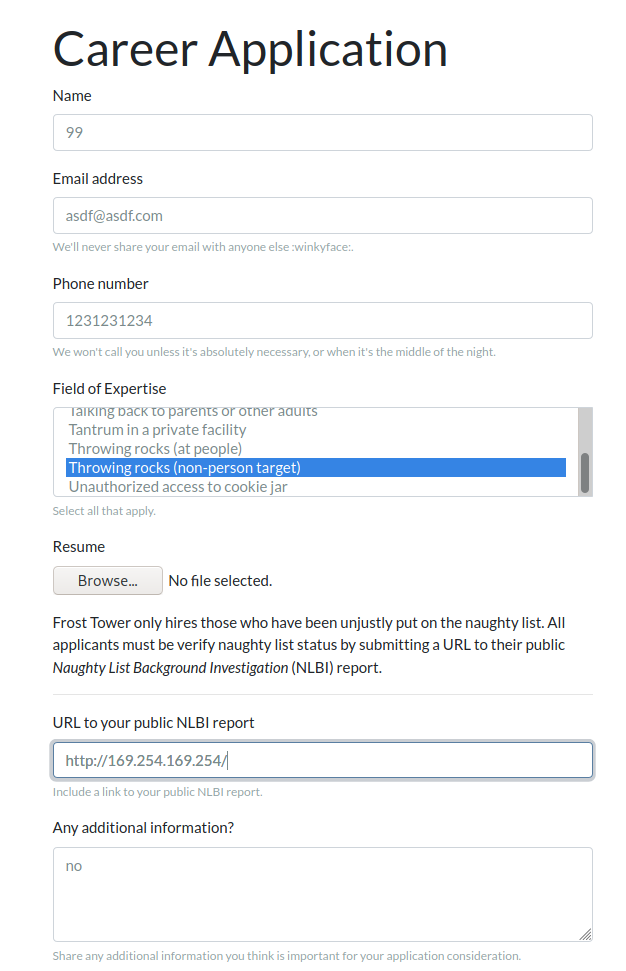 Career Application
Name
99
Email address
asdf@asdf.com
We'll never share your email with anyone else :winkyface:.
Phone number
1231231234
We won't call you unless it's absolutely necessary, or when it's the middle of the night.
Field of Expertise
Talking back to parents or other adults
Tantrum in a private facility
Throwing rocks (at people)
Throwing rocks (non-person target)
Unauthorized access to cookie jar
Select all that apply.
Resume
Browse... No file selected.
Frost Tower only hires those who have been unjustly put on the naughty list. All
applicants must be verify naughty list status by submitting a URL to their public
Naughty List Background Investigation (NLBI) report.
URL to your public NLBI report
http://169.254.169.254/
Include a link to your public NLBI report.
Any additional information?
no
Share any additional information you think is important for your application consideration.